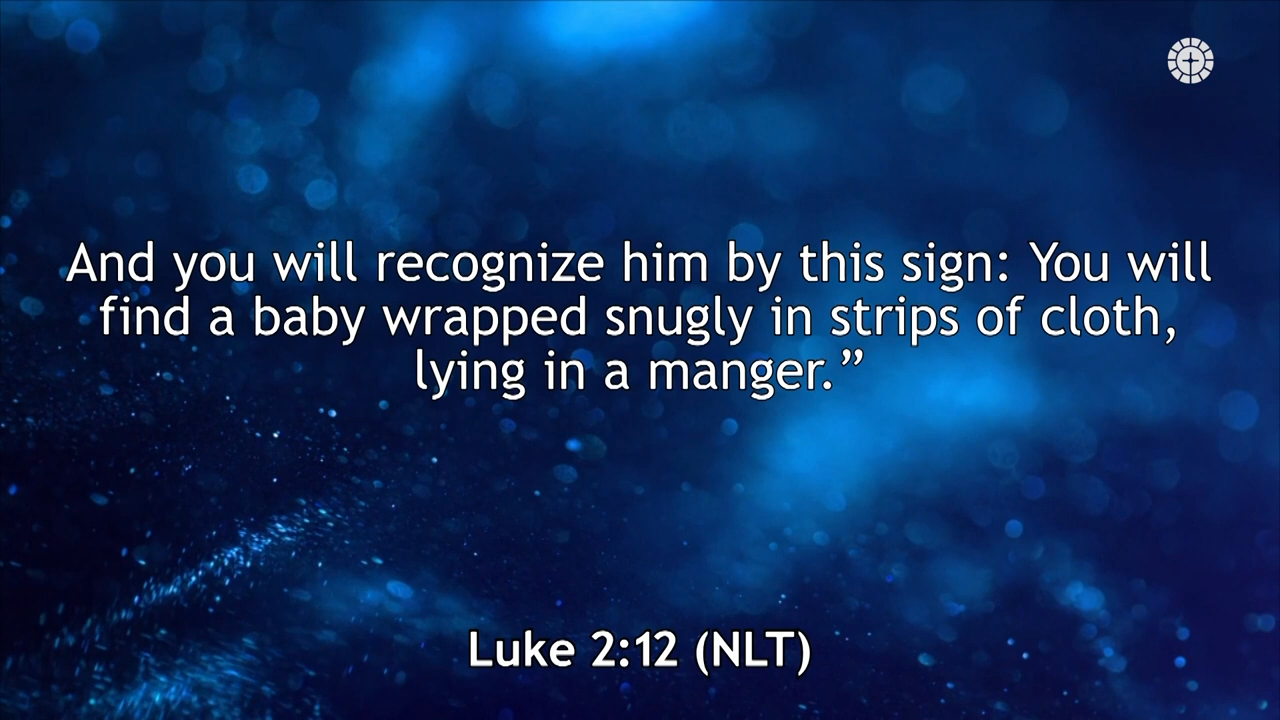 And you will recognize him by this sign: You will
find a baby wrapped snugly in strips of cloth,
lying in a manger.”
Luke 2:12 (NLT)